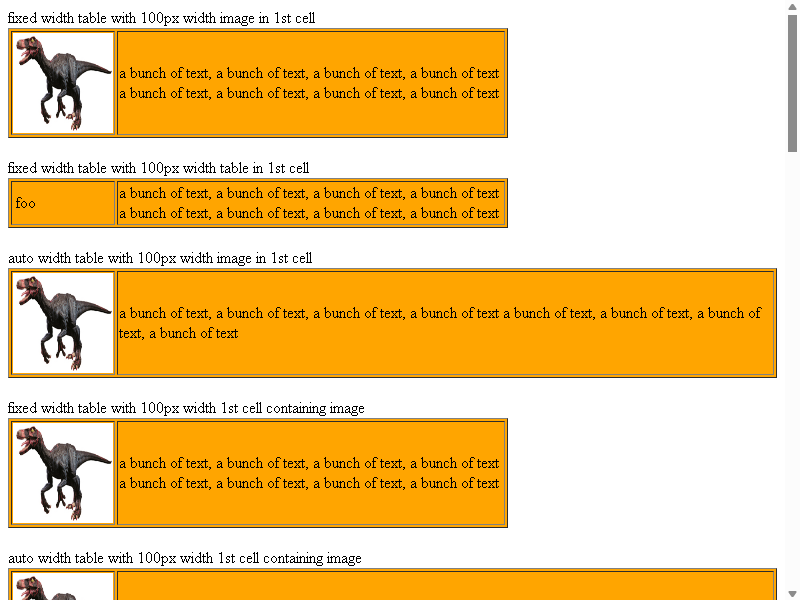 fixed width table with 100px width image in 1st cell
a bunch of text, a bunch of text, a bunch of text, a bunch of text
a bunch of text, a bunch of text, a bunch of text, a bunch of text
fixed width table with 100px width table in 1st cell
foo
a bunch of text, a bunch of text, a bunch of text, a bunch of text
a bunch of text, a bunch of text, a bunch of text, a bunch of text
auto width table with 100px width image in 1st cell
a bunch of text, a bunch of text, a bunch of text, a bunch of text a bunch of text, a bunch of text, a bunch of
text, a bunch of text
fixed width table with 100px width 1st cell containing image
a bunch of text, a bunch of text, a bunch of text, a bunch of text
a bunch of text, a bunch of text, a bunch of text, a bunch of text
auto width table with 100px width 1st cell containing image